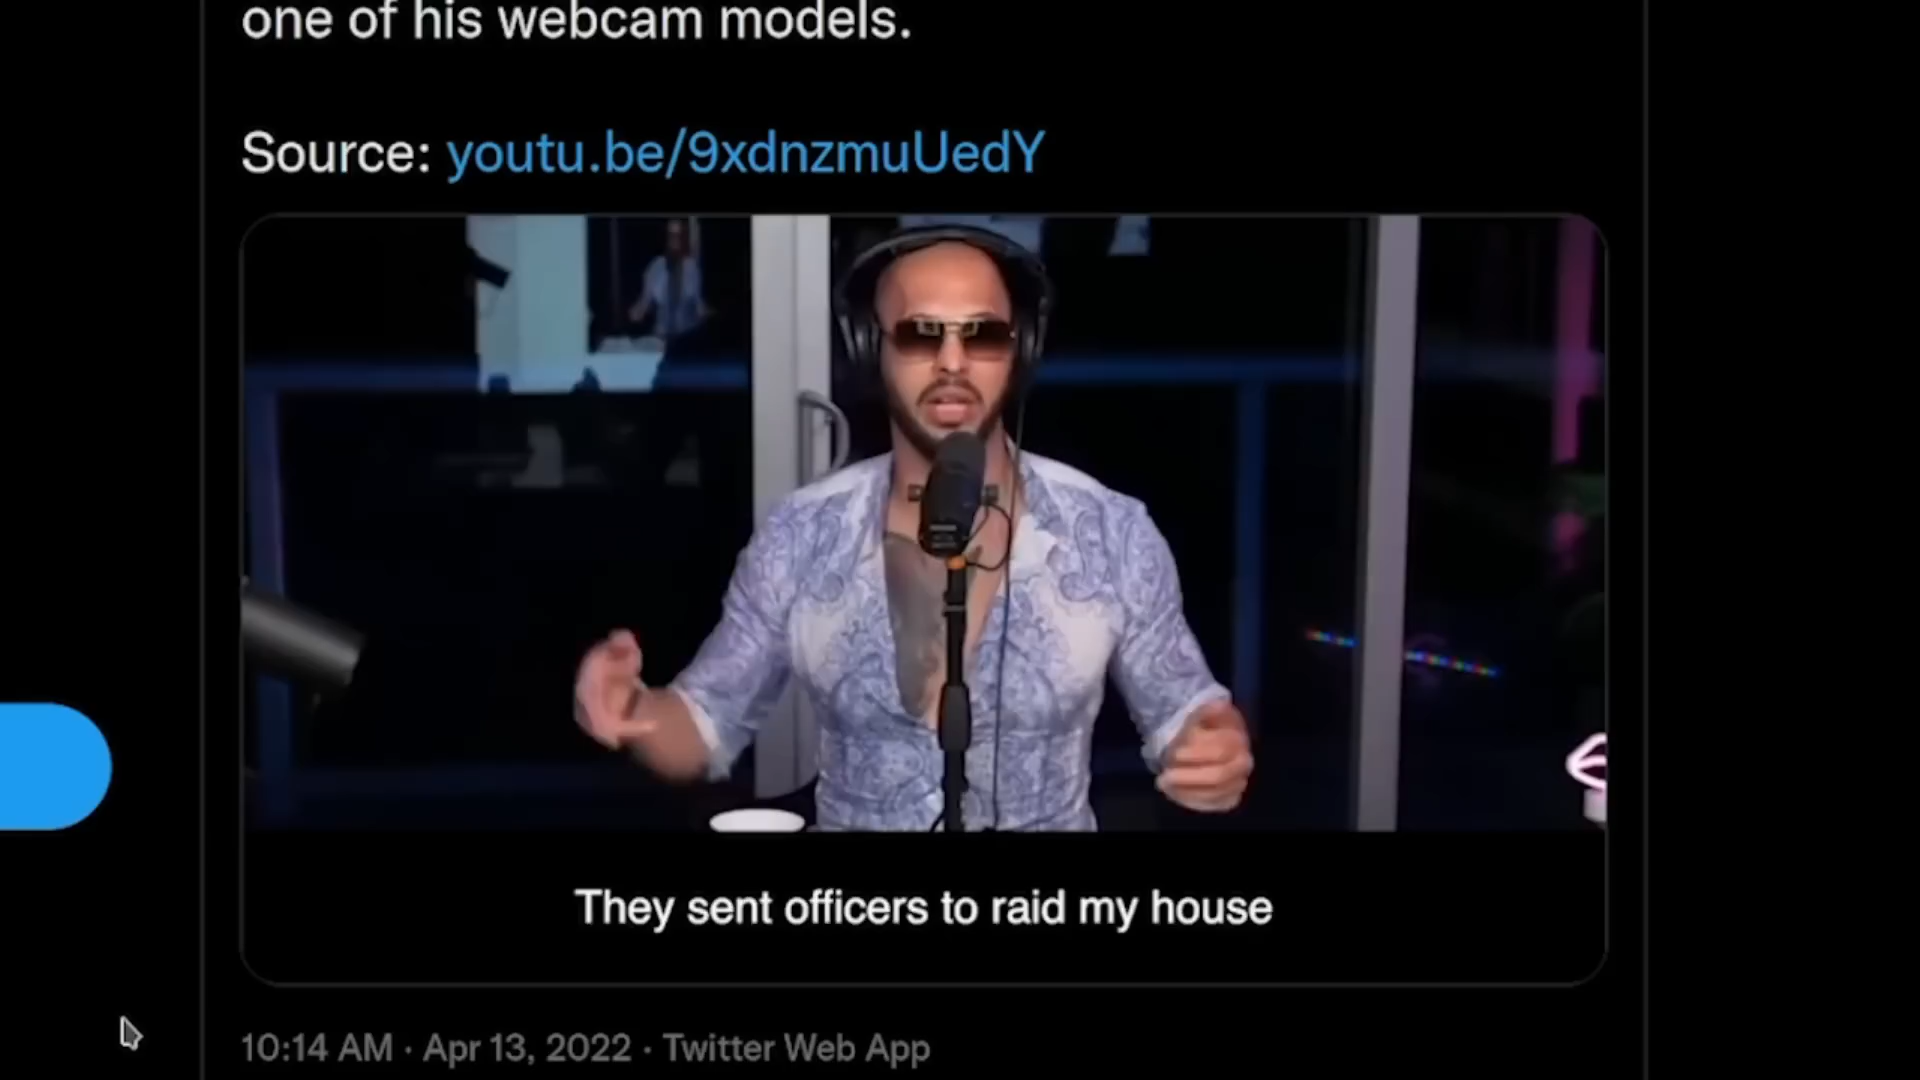 one of his webcam models.
Source: youtu.be/9xdnzmuUedY
They sent officers to raid my house
10:14 AM · Apr 13, 2022 · Twitter Web App